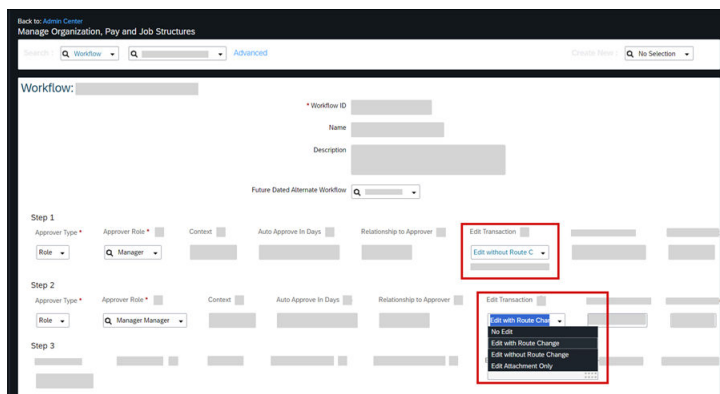 Back to: Admin Center
Manage Organization, Pay and Job Structures
Search: Workflow Advanced Create New: No Selection
Workflow:
* Workflow ID
Name
Description
Future Dated Alternate Workflow
Step 1
Approver Type * Approver Role * Context Auto Approve In Days Relationship to Approver Edit Transaction
Role Manager Edit without Route C
Step 2
Approver Type * Approver Role * Context Auto Approve In Days Relationship to Approver Edit Transaction
Role Manager Manager Edit with Route Chan
No Edit
Edit with Route Change
Step 3
Edit without Route Change
Edit Attachment Only